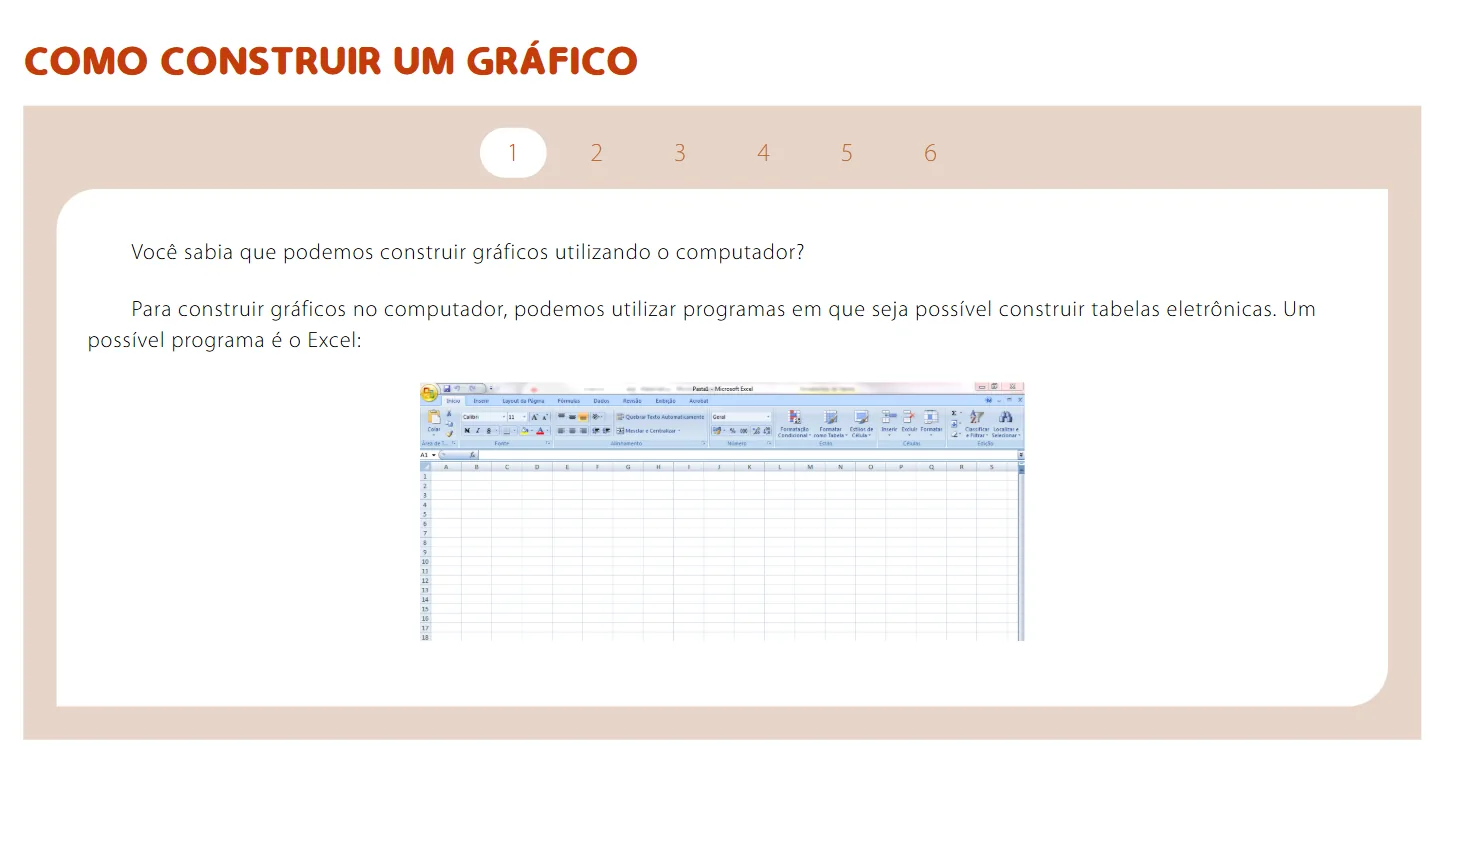 COMO CONSTRUIR UM GRÁFICO
1 2 3 4 5 6
Você sabia que podemos construir gráficos utilizando o computador?
Para construir gráficos no computador, podemos utilizar programas em que seja possível construir tabelas eletrônicas. Um
possível programa é o Excel:
Pasta1 - Microsoft Excel
Início Inserir Layout da Página Fórmulas Dados Revisão Exibição Acrobat
Calibri 11 A A Quebrar Texto Automaticamente Geral
Colar N I S A Mesclar e Centralizar % 000 Formatação Condicional Formatar como Tabela Estilos de Célula Inserir Excluir Formatar Σ Classificar e Filtrar Localizar e Selecionar
Área de T... Fonte Alinhamento Número Estilo Células Edição
A1 fx
A B C D E F G H I J K L M N O P Q R S
1
2
3
4
5
6
7
8
9
10
11
12
13
14
15
16
17
18